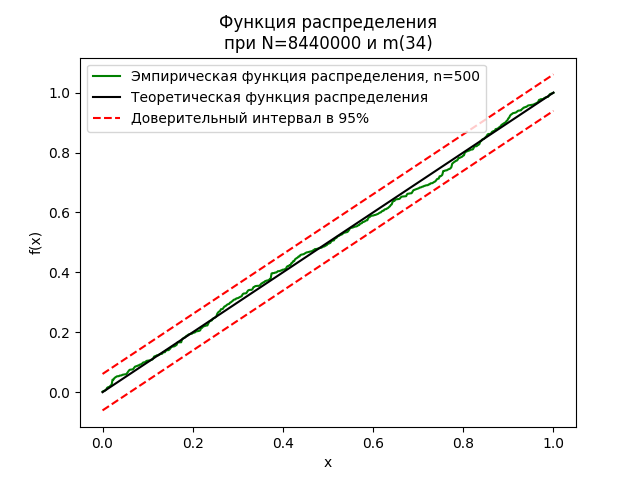 Функция распределения
при N=8440000 и m(34)
Эмпирическая функция распределения, n=500
Теоретическая функция распределения
Доверительный интервал в 95%
f(x)
1.0
0.8
0.6
0.4
0.2
0.0
0.0 0.2 0.4 0.6 0.8 1.0
x